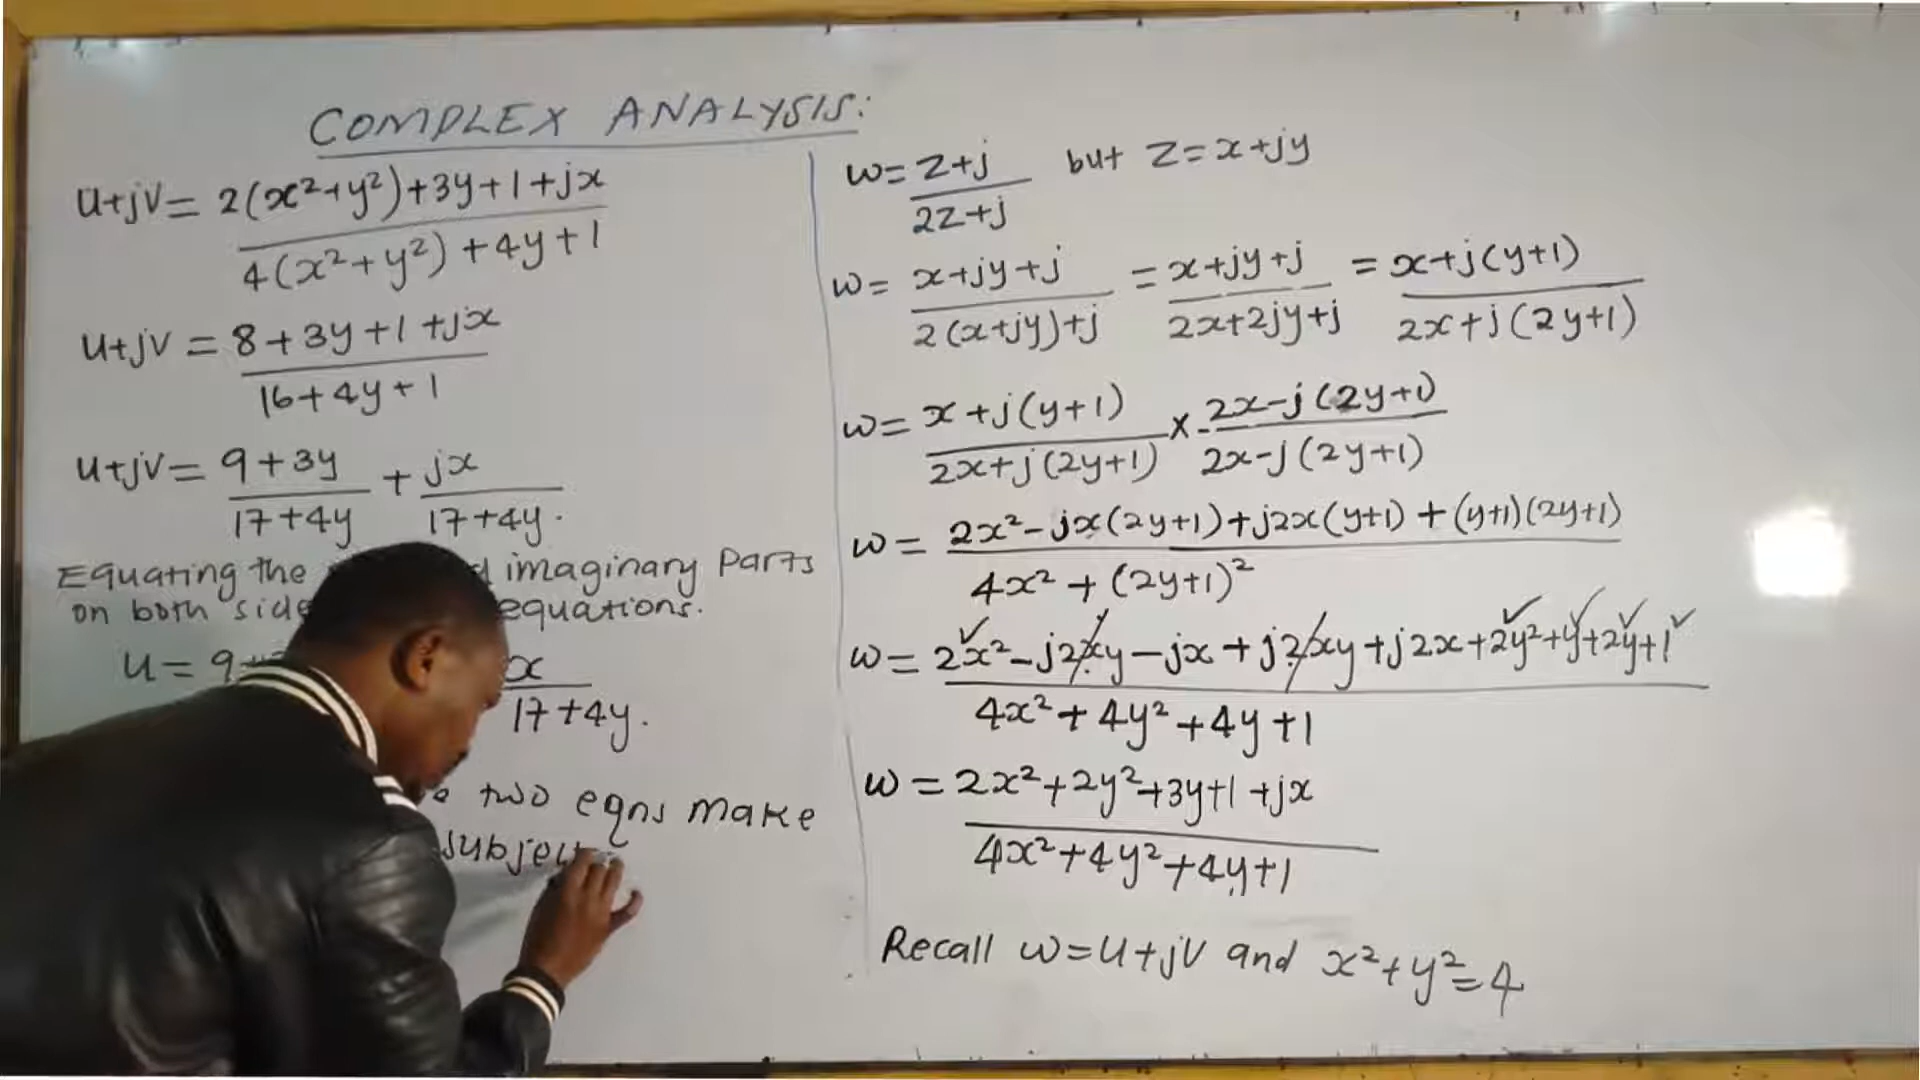 COMPLEX ANALYSIS:
u+jv = 2(x²+y²)+3y+1+jx
4(x²+y²)+4y+1
u+jv = 8+3y+1+jx
16+4y+1
u+jv = 9+3y + jx
17+4y 17+4y.
Equating the imaginary Parts
on both equations.
u = 9 x
17+4y.
two eqns make
subject
w = z+j but z = x+jy
2z+j
w = x+jy+j = x+jy+j = x+j(y+1)
2(x+jy)+j 2x+2jy+j 2x+j(2y+1)
w = x+j(y+1) × 2x-j(2y+1)
2x+j(2y+1) 2x-j(2y+1)
w = 2x²-jx(2y+1)+j2x(y+1)+(y+1)(2y+1)
4x²+(2y+1)²
w = 2x²-j2xy-jx+j2xy+j2x+2y²+y+2y+1
4x²+4y²+4y+1
w = 2x²+2y²+3y+1+jx
4x²+4y²+4y+1
Recall w=u+jv and x²+y²=4